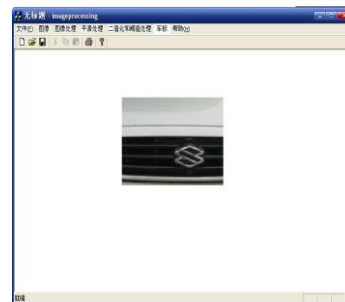 无标题 - imageprocessing
文件(F) 图像 图像处理 平滑处理 二值化和阈值处理 车标 帮助(H)
就绪